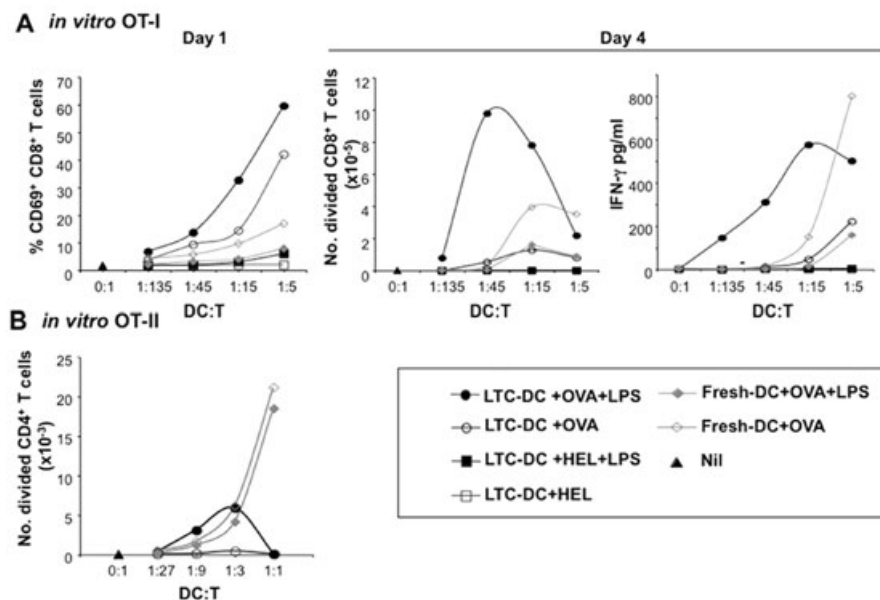 A in vitro OT-I
Day 1
Day 4
% CD69+ CD8+ T cells
70
60
50
40
30
20
10
0
0:1 1:135 1:45 1:15 1:5
DC:T
No. divided CD8+ T cells
(x10-5)
12
10
8
6
4
2
0
0:1 1:135 1:45 1:15 1:5
DC:T
IFN-γ pg/ml
800
600
400
200
0
0:1 1:135 1:45 1:15 1:5
DC:T
B in vitro OT-II
No. divided CD4+ T cells
(x10-3)
25
20
15
10
5
0
0:1 1:27 1:9 1:3 1:1
DC:T
LTC-DC +OVA+LPS
LTC-DC +OVA
LTC-DC +HEL+LPS
LTC-DC+HEL
Fresh-DC+OVA+LPS
Fresh-DC+OVA
Nil